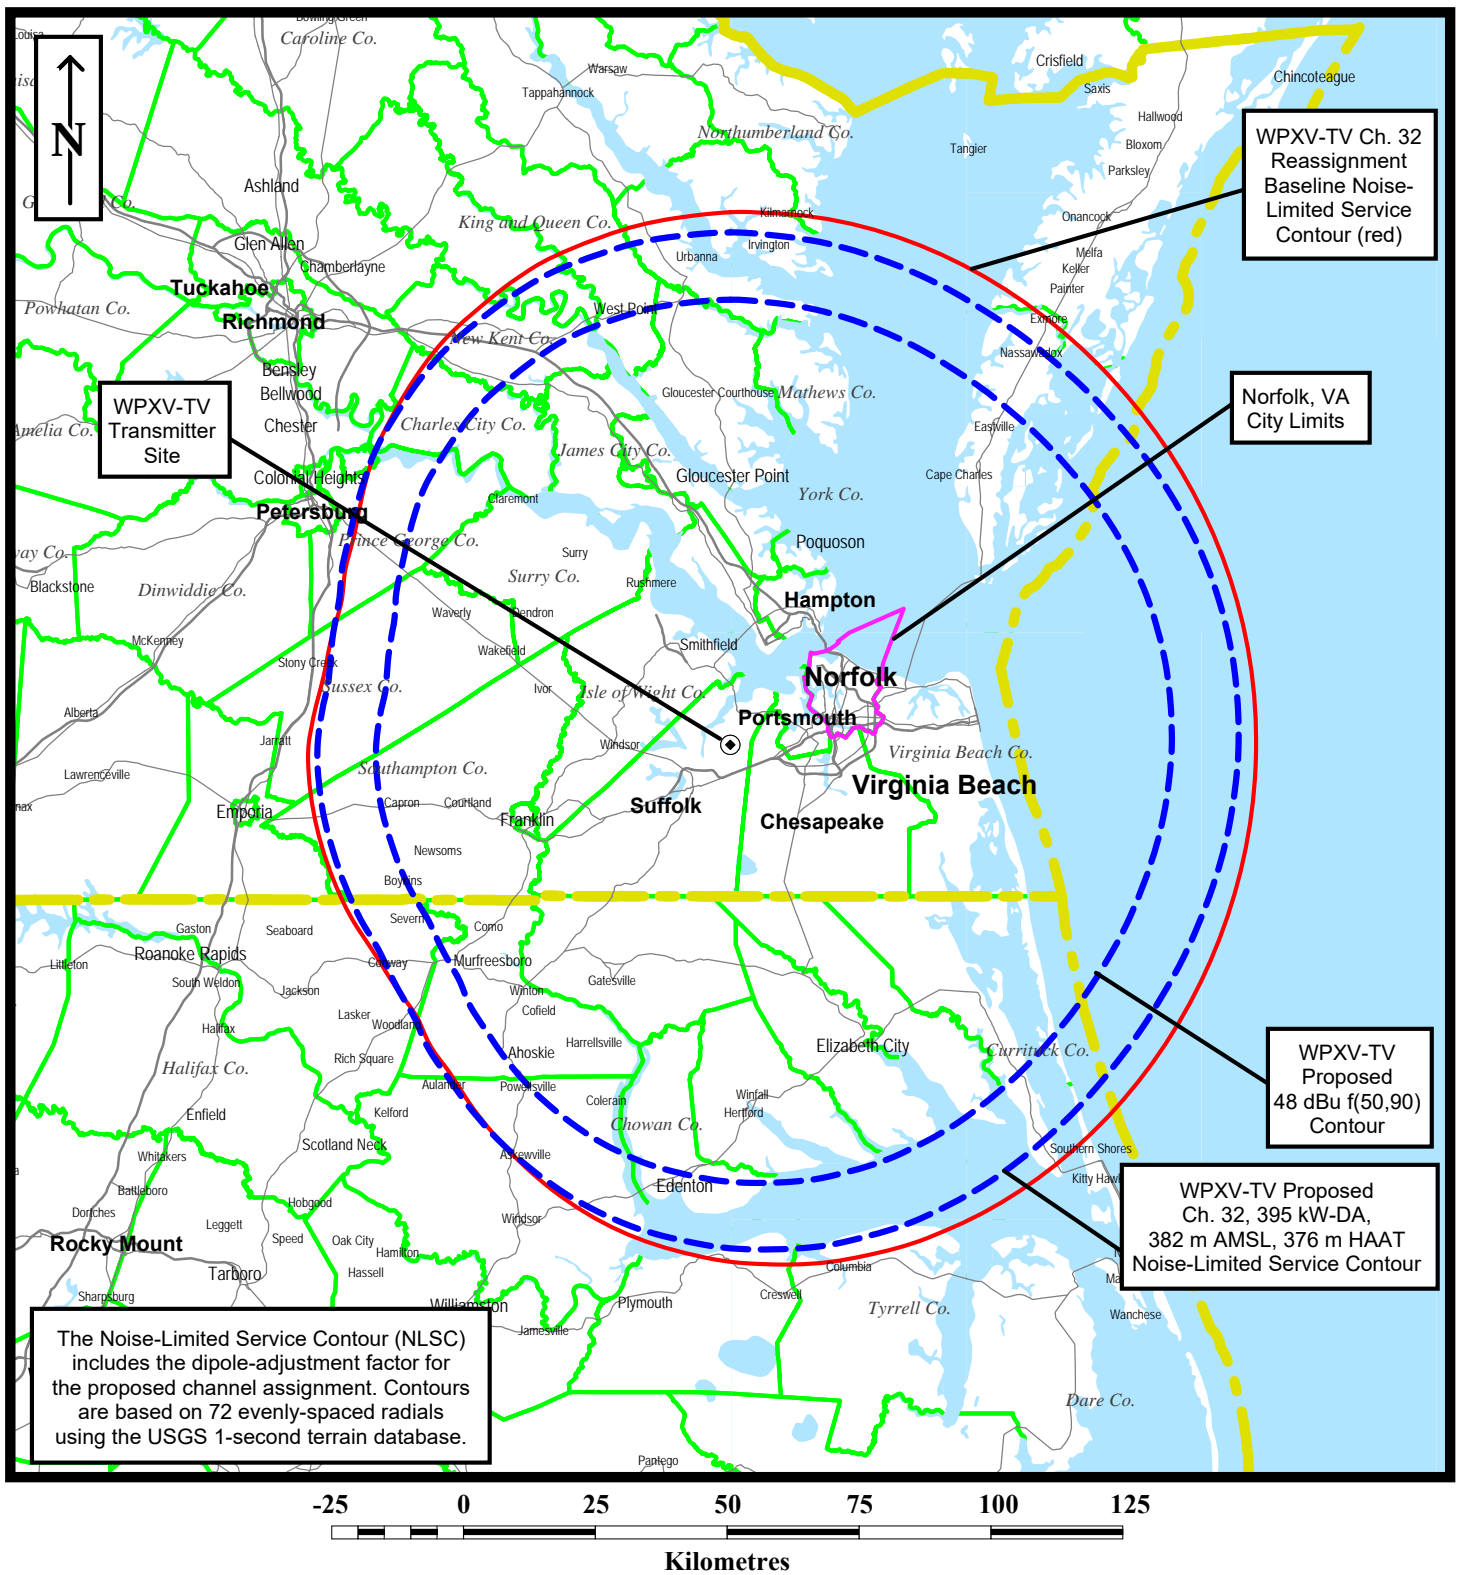 Bowling Green
Louisa
Caroline Co.
Warsaw
Crisfield
Chincoteague
Tappahannock
Saxis
Hallwood
N
Northumberland Co.
Tangier
Bloxom
Parksley
WPXV-TV Ch. 32
Reassignment
Baseline Noise-
Limited Service
Contour (red)
Ashland
Co.
King and Queen Co.
Kilmarnock
Onancock
Glen Allen
Irvington
Melfa
Chamberlayne
Urbanna
Keller
Tuckahoe
Painter
Powhatan Co.
West Point
Richmond
Exmore
New Kent Co.
Nassawadox
Bensley
Bellwood
Gloucester Courthouse
Mathews Co.
WPXV-TV
Transmitter
Site
Norfolk, VA
City Limits
Amelia Co.
Chester
Charles City Co.
Eastville
James City Co.
Colonial Heights
Gloucester Point
Cape Charles
Claremont
York Co.
Petersburg
Prince George Co.
Poquoson
way Co.
Surry
Blackstone
Dinwiddie Co.
Surry Co.
Rushmere
Hampton
Waverly
Dendron
McKenney
Wakefield
Smithfield
Stony Creek
Sussex Co.
Ivor
Isle of Wight Co.
Norfolk
Alberta
Portsmouth
Jarratt
Windsor
Virginia Beach Co.
Lawrenceville
Southampton Co.
Virginia Beach
nax
Emporia
Capron
Courtland
Suffolk
Franklin
Chesapeake
Newsoms
Boykins
Severn
Gaston
Seaboard
Como
Roanoke Rapids
Littleton
Conway
Murfreesboro
South Weldon
Jackson
Winton
Gatesville
Lasker
Woodland
Cofield
Halifax
Rich Square
Ahoskie
Harrellsville
Elizabeth City
Currituck Co.
WPXV-TV
Proposed
48 dBu f(50,90)
Contour
Halifax Co.
Aulander
Powellsville
Colerain
Winfall
Enfield
Kelford
Hertford
Chowan Co.
Scotland Neck
Southern Shores
Whitakers
Askewville
Kitty Hawk
Battleboro
Edenton
WPXV-TV Proposed
Ch. 32, 395 kW-DA,
382 m AMSL, 376 m HAAT
Noise-Limited Service Contour
Dortches
Hobgood
Leggett
Windsor
Rocky Mount
Speed
Oak City
Hamilton
Tarboro
Hassell
Columbia
Sharpsburg
Creswell
Williamston
Plymouth
Tyrrell Co.
Wanchese
Jamesville
The Noise-Limited Service Contour (NLSC)
includes the dipole-adjustment factor for
the proposed channel assignment. Contours
are based on 72 evenly-spaced radials
using the USGS 1-second terrain database.
Dare Co.
Pantego
-25 0 25 50 75 100 125
Kilometres